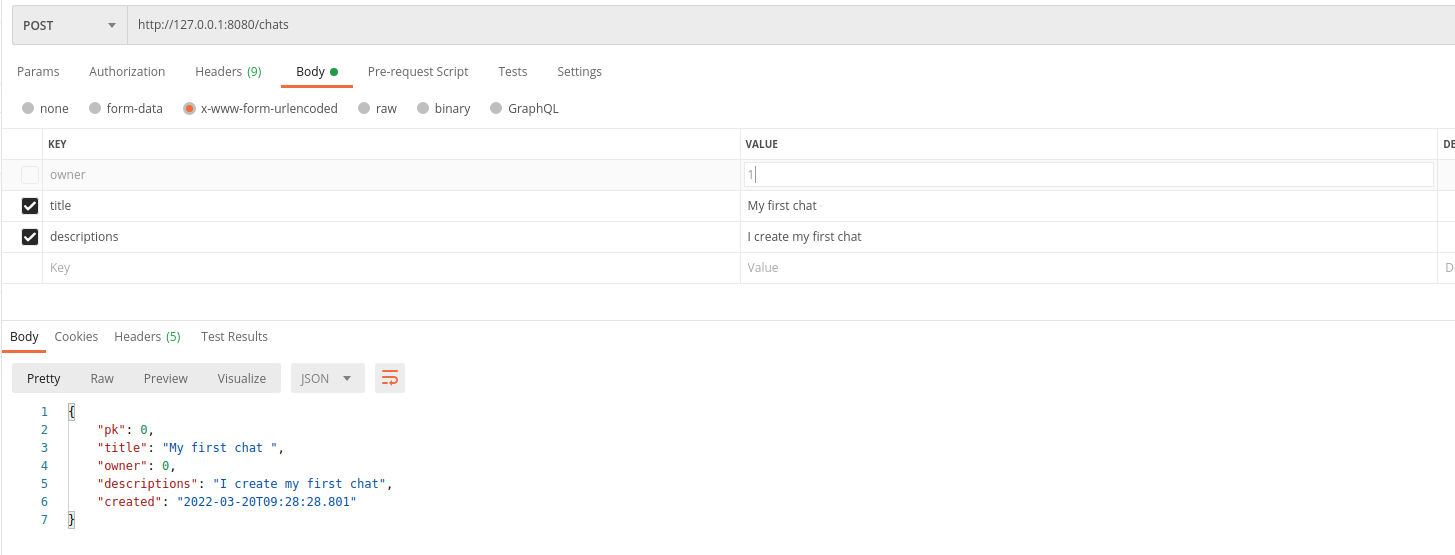 POST http://127.0.0.1:8080/chats
Params Authorization Headers (9) Body Pre-request Script Tests Settings
none form-data x-www-form-urlencoded raw binary GraphQL
KEY VALUE DE
owner 1
title My first chat
descriptions I create my first chat
Key Value D
Body Cookies Headers (5) Test Results
Pretty Raw Preview Visualize JSON
1 {
2 "pk": 0,
3 "title": "My first chat ",
4 "owner": 0,
5 "descriptions": "I create my first chat",
6 "created": "2022-03-20T09:28:28.801"
7 }